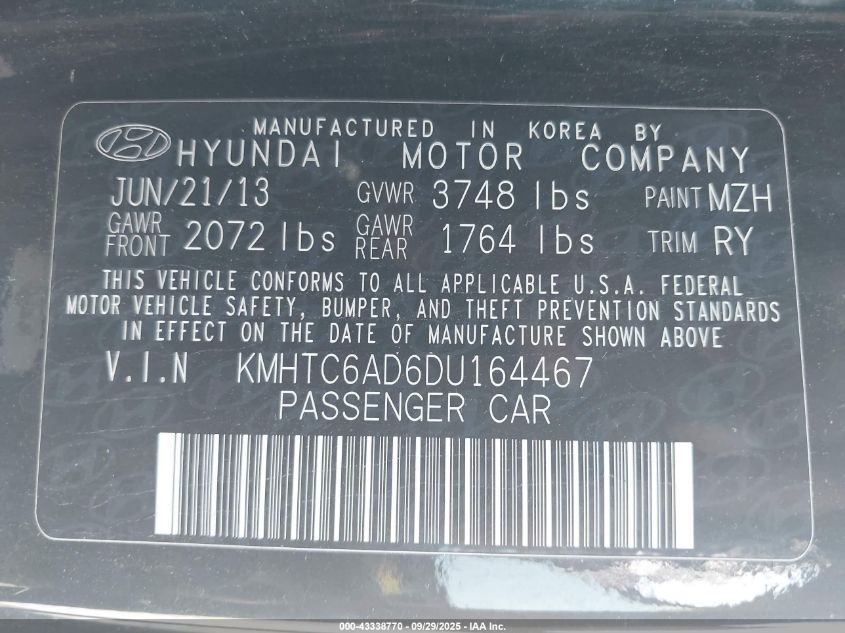 MANUFACTURED IN KOREA BY
HYUNDAI MOTOR COMPANY
JUN/21/13 GVWR 3748 lbs PAINT MZH
GAWR FRONT 2072 lbs GAWR REAR 1764 lbs TRIM RY
THIS VEHICLE CONFORMS TO ALL APPLICABLE U.S.A. FEDERAL
MOTOR VEHICLE SAFETY, BUMPER, AND THEFT PREVENTION STANDARDS
IN EFFECT ON THE DATE OF MANUFACTURE SHOWN ABOVE
V.I.N KMHTC6AD6DU164467
PASSENGER CAR
000-43338770 - 09/29/2025 - IAA Inc.